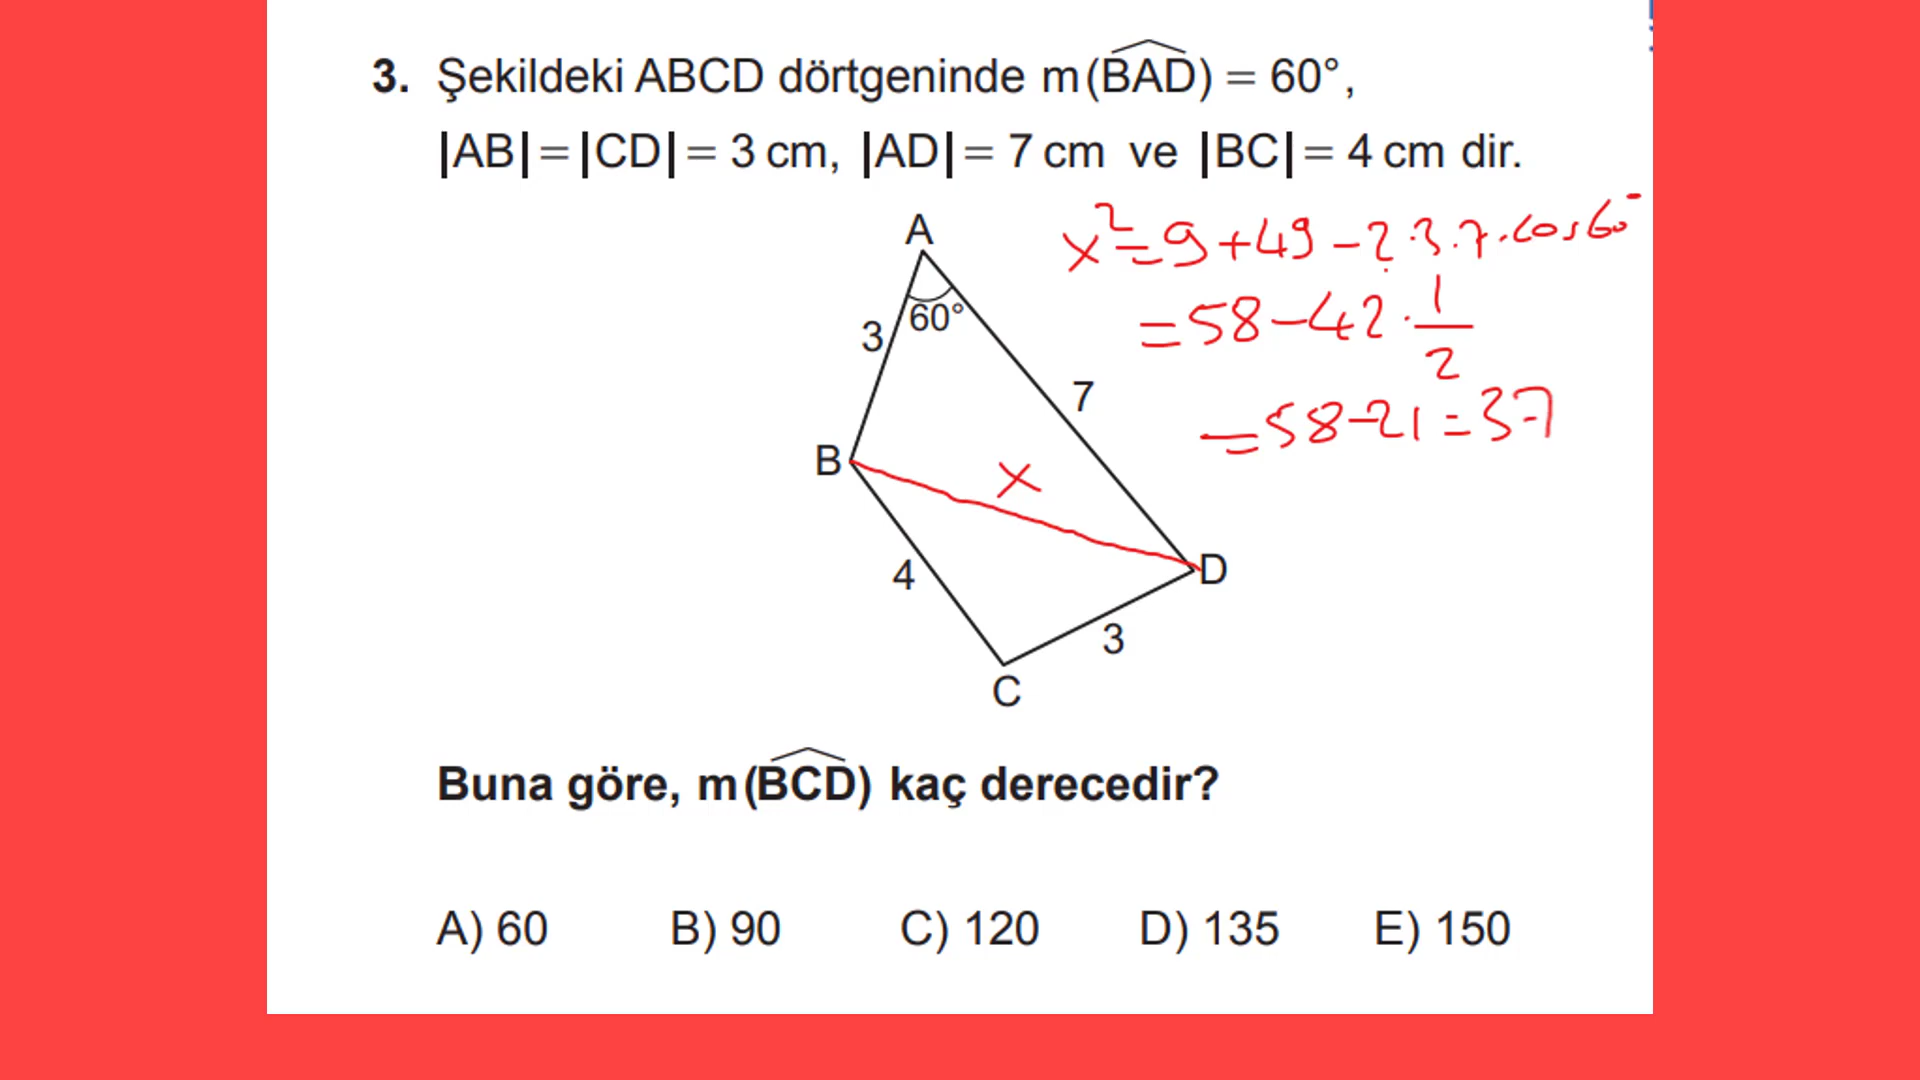 3. Şekildeki ABCD dörtgeninde m(BAD) = 60°,
|AB| = |CD| = 3 cm, |AD| = 7 cm ve |BC| = 4 cm dir.
A
x² = 9 + 49 - 2.3.7.cos60°
60°
3
= 58 - 42 . 1/2
7
= 58 - 21 = 37
B
x
4
D
3
C
Buna göre, m(BCD) kaç derecedir?
A) 60 B) 90 C) 120 D) 135 E) 150